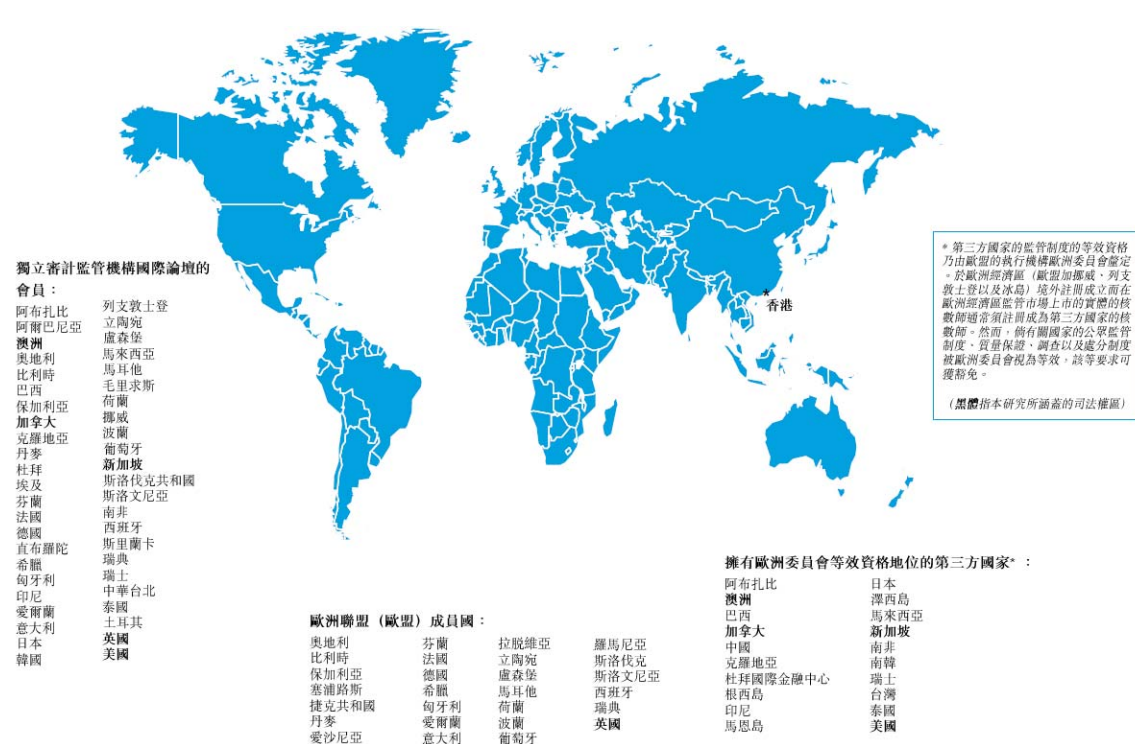 獨立審計監管機構國際論壇的
會員：
阿布扎比
阿爾巴尼亞
澳洲
奧地利
比利時
巴西
保加利亞
加拿大
克羅地亞
丹麥
杜拜
埃及
芬蘭
法國
德國
直布羅陀
希臘
匈牙利
印尼
愛爾蘭
意大利
日本
韓國
列支敦士登
立陶宛
盧森堡
馬來西亞
馬耳他
毛里求斯
荷蘭
挪威
波蘭
葡萄牙
新加坡
斯洛伐克共和國
斯洛文尼亞
南非
西班牙
斯里蘭卡
瑞典
瑞士
中華台北
泰國
土耳其
英國
美國
歐洲聯盟（歐盟）成員國：
奧地利
比利時
保加利亞
塞浦路斯
捷克共和國
丹麥
愛沙尼亞
芬蘭
法國
德國
希臘
匈牙利
愛爾蘭
意大利
拉脫維亞
立陶宛
盧森堡
馬耳他
荷蘭
波蘭
葡萄牙
羅馬尼亞
斯洛伐克
斯洛文尼亞
西班牙
瑞典
英國
*
香港
* 第三方國家的監管制度的等效資格
乃由歐盟的執行機構歐洲委員會釐定
。於歐洲經濟區（歐盟加挪威、列支
敦士登以及冰島）境外註冊成立而在
歐洲經濟區監管市場上市的實體的核
數師通常須註冊成為第三方國家的核
數師。然而，倘有關國家的公眾監管
制度、質量保證、調查以及處分制度
被歐洲委員會視為等效，該等要求可
獲豁免。
（黑體指本研究所涵蓋的司法權區）
擁有歐洲委員會等效資格地位的第三方國家*：
阿布扎比
澳洲
巴西
加拿大
中國
克羅地亞
杜拜國際金融中心
根西島
印尼
馬恩島
日本
澤西島
馬來西亞
新加坡
南非
南韓
瑞士
台灣
泰國
美國